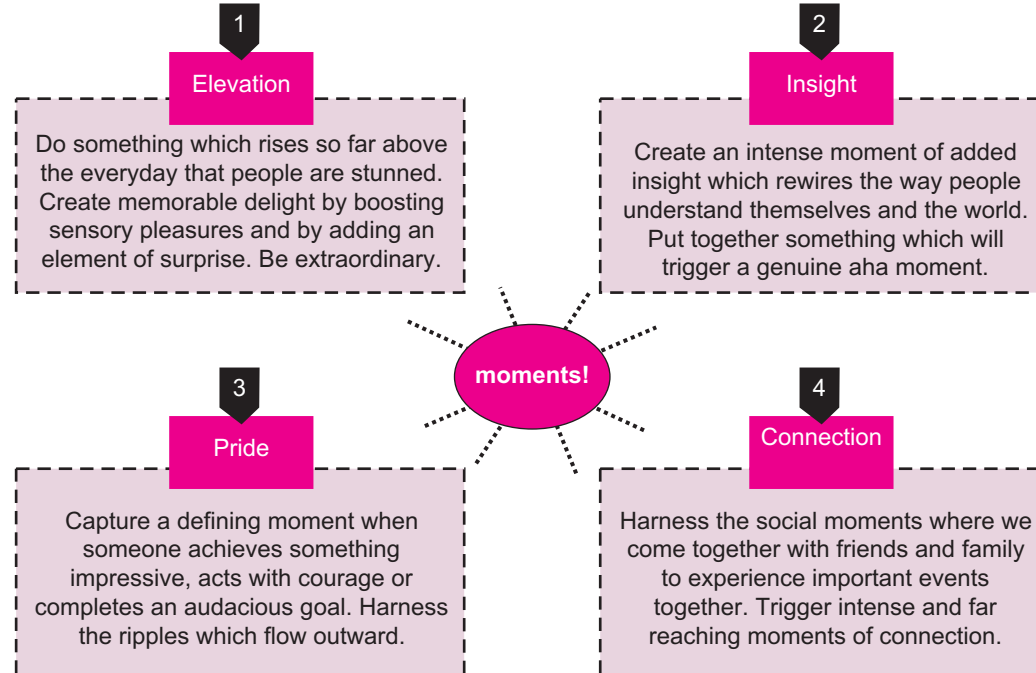 1
Elevation
Do something which rises so far above
the everyday that people are stunned.
Create memorable delight by boosting
sensory pleasures and by adding an
element of surprise. Be extraordinary.
2
Insight
Create an intense moment of added
insight which rewires the way people
understand themselves and the world.
Put together something which will
trigger a genuine aha moment.
moments!
3
Pride
Capture a defining moment when
someone achieves something
impressive, acts with courage or
completes an audacious goal. Harness
the ripples which flow outward.
4
Connection
Harness the social moments where we
come together with friends and family
to experience important events
together. Trigger intense and far
reaching moments of connection.